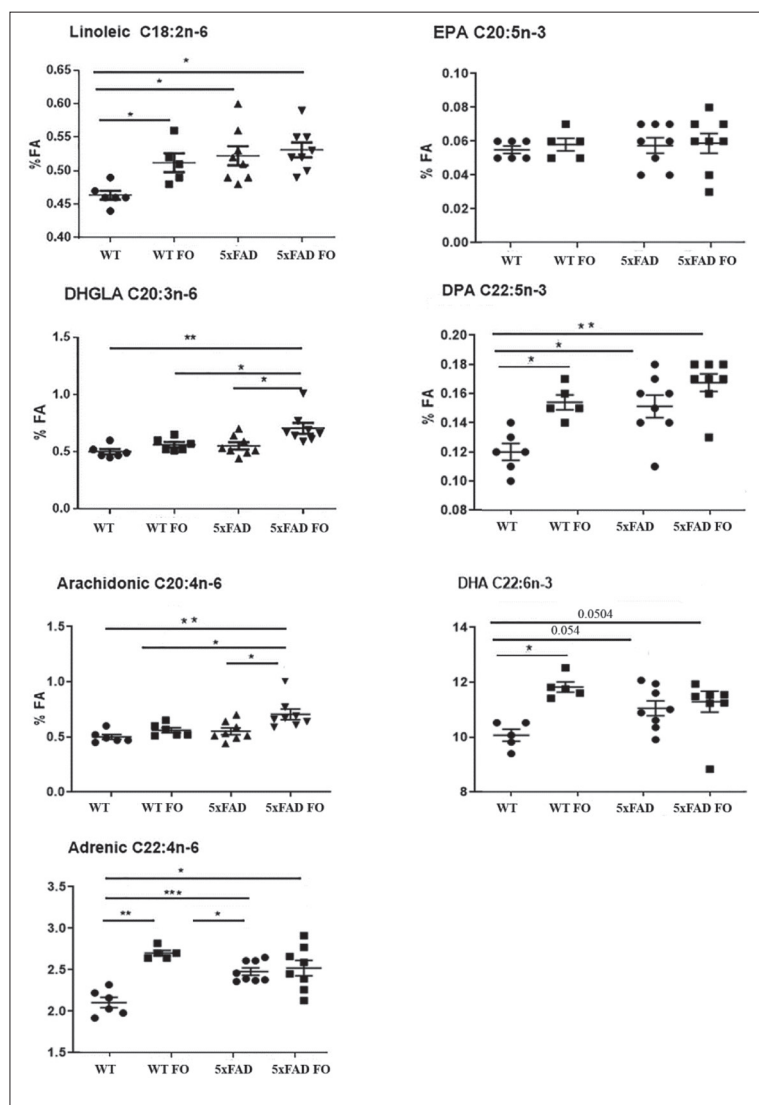 Linoleic C18:2n-6
*
*
*
0.65
0.60
0.55
0.50
0.45
0.40
% FA
WT
WT FO
5xFAD
5xFAD FO
EPA C20:5n-3
0.10
0.08
0.06
0.04
0.02
0.00
% FA
WT
WT FO
5xFAD
5xFAD FO
DHGLA C20:3n-6
**
*
*
1.5
1.0
0.5
0.0
% FA
WT
WT FO
5xFAD
5xFAD FO
DPA C22:5n-3
* *
*
*
0.20
0.18
0.16
0.14
0.12
0.10
0.08
% FA
WT
WT FO
5xFAD
5xFAD FO
Arachidonic C20:4n-6
* *
*
*
1.5
1.0
0.5
0.0
% FA
WT
WT FO
5xFAD
5xFAD FO
DHA C22:6n-3
0.0504
0.054
*
14
12
10
8
WT
WT FO
5xFAD
5xFAD FO
Adrenic C22:4n-6
*
***
**
*
3.5
3.0
2.5
2.0
1.5
WT
WT FO
5xFAD
5xFAD FO